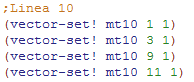 ;Linea 10
(vector-set! mt10 1 1)
(vector-set! mt10 3 1)
(vector-set! mt10 9 1)
(vector-set! mt10 11 1)